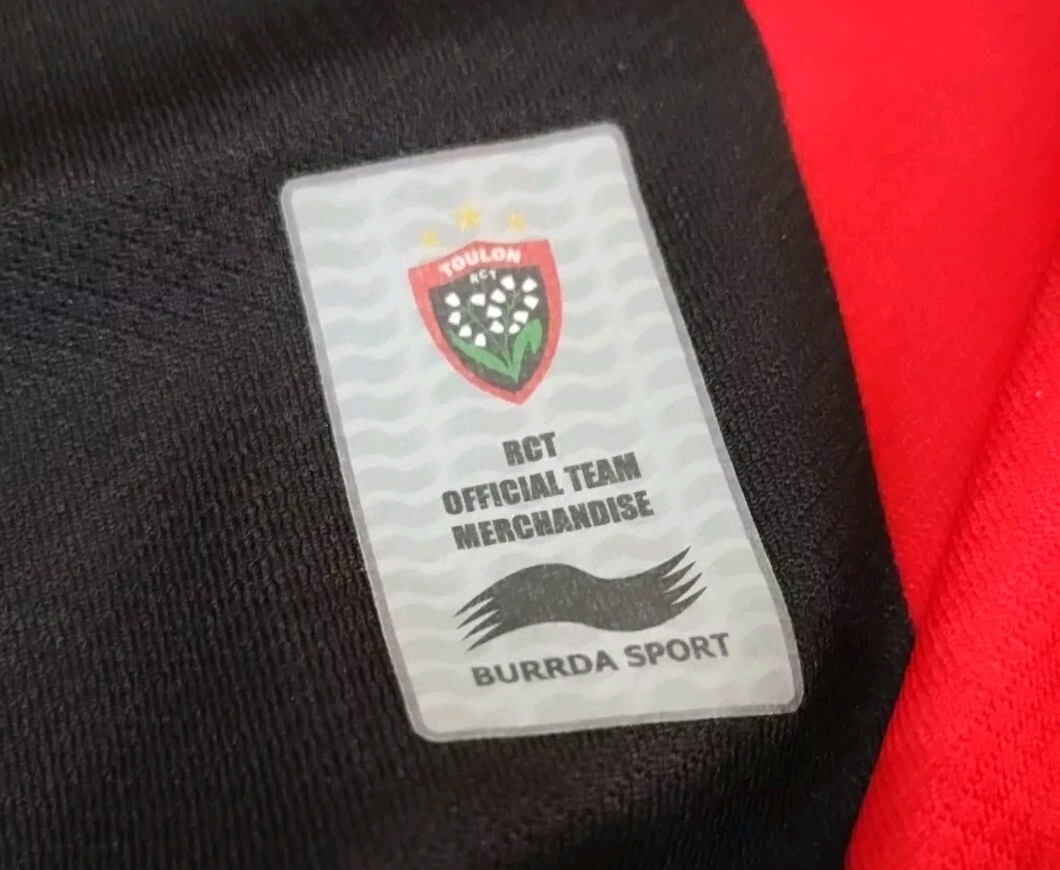 TOULON
RCT
RCT
OFFICIAL TEAM
MERCHANDISE
BURRDA SPORT